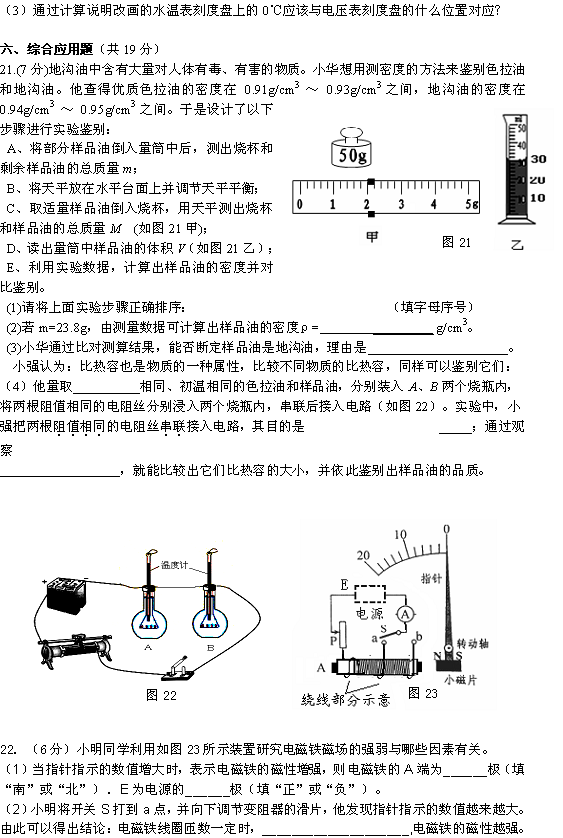 （3）通过计算说明改画的水温表刻度盘上的 0℃应该与电压表刻度盘的什么位置对应?
六、综合应用题（共 19 分）
21.(7 分)地沟油中含有大量对人体有毒、有害的物质。小华想用测密度的方法来鉴别色拉油
和地沟油。他查得优质色拉油的密度在 0.91g/cm³ ～ 0.93g/cm³ 之间，地沟油的密度在
0.94g/cm³ ～ 0.95g/cm³ 之间。于是设计了以下
步骤进行实验鉴别：
A、将部分样品油倒入量筒中后，测出烧杯和
剩余样品油的总质量 m；
B、将天平放在水平台面上并调节天平平衡；
C、取适量样品油倒入烧杯，用天平测出烧杯
和样品油的总质量 M （如图 21 甲）；
D、读出量筒中样品油的体积 V（如图 21 乙）；
E、利用实验数据，计算出样品油的密度并对
比鉴别。
50g
0 1 2 3 4 5g
甲
图 21
ml
50
40
30
20
10
乙
(1)请将上面实验步骤正确排序： （填字母序号）
(2)若 m=23.8g，由测量数据可计算出样品油的密度ρ=____________________g/cm³。
(3)小华通过比对测算结果，能否断定样品油是地沟油，理由是____________________。
小强认为：比热容也是物质的一种属性，比较不同物质的比热容，同样可以鉴别它们：
（4）他量取__________相同、初温相同的色拉油和样品油，分别装入 A、B 两个烧瓶内，
将两根阻值相同的电阻丝分别浸入两个烧瓶内，串联后接入电路（如图 22）。实验中，小
强把两根阻值相同的电阻丝串联接入电路，其目的是 _____；通过观
察
__________________，就能比较出它们比热容的大小，并依此鉴别出样品油的品质。
+ −
温度计
A B
图 22
0
10
20
指针
E
电源
A
S
P
a
b
转动轴
A
N S
小磁片
绕线部分示意
图 23
22. （6 分）小明同学利用如图 23 所示装置研究电磁铁磁场的强弱与哪些因素有关。
（1）当指针指示的数值增大时，表示电磁铁的磁性增强，则电磁铁的 A 端为______极（填
“南”或“北”）．E 为电源的______极（填“正”或“负”）。
（2）小明将开关 S 打到 a 点，并向下调节变阻器的滑片，他发现指针指示的数值越来越大。
由此可以得出结论：电磁铁线圈匝数一定时，____________________,电磁铁的磁性越强。